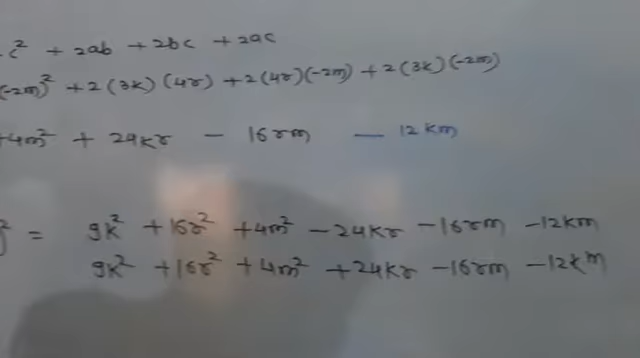 c² + 2ab + 2bc + 2ac
(-2m)² + 2(3k)(4r) + 2(4r)(-2m) + 2(3k)(-2m)
+4m² + 24kr - 16rm - 12km
)² = 9k² + 16r² + 4m² - 24kr - 16rm - 12km
9k² + 16r² + 4m² + 24kr - 16rm - 12km